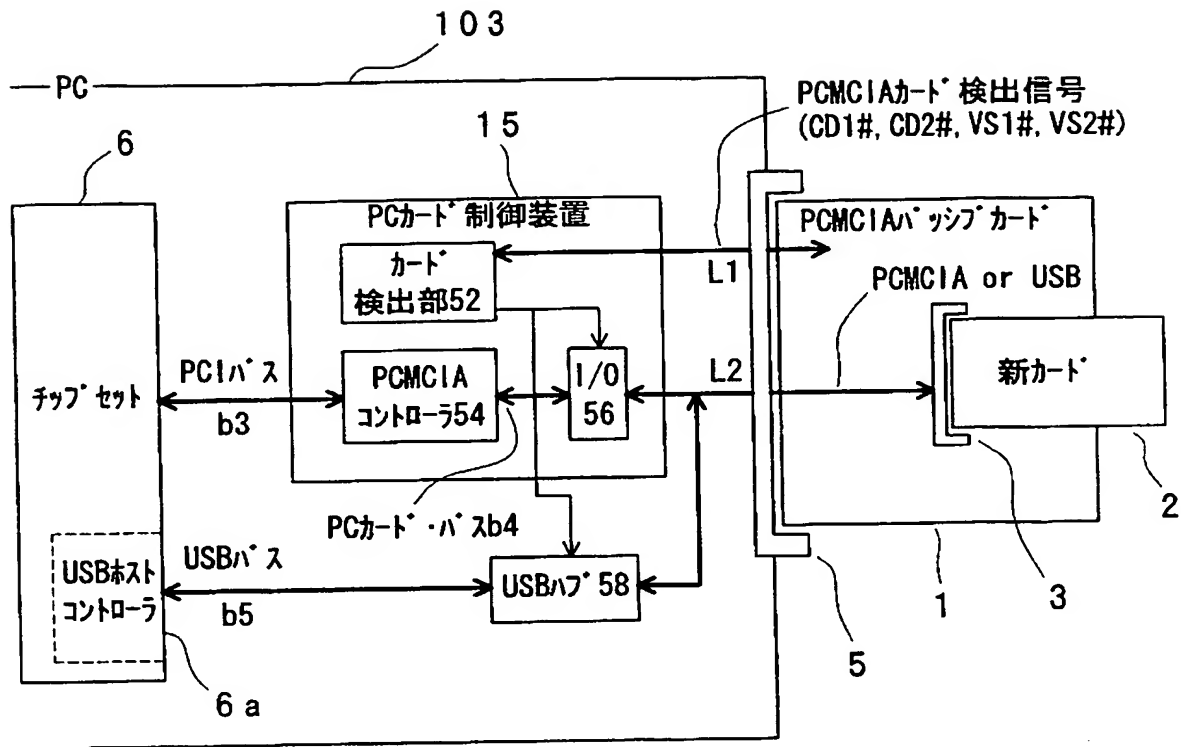 103
PC
PCMCIAカード検出信号
(CD1#, CD2#, VS1#, VS2#)
6
15
PCカード制御装置
PCMCIAパッシブカード
カード
検出部52
L1
PCMCIA or USB
チップセット
PCIバス
b3
PCMCIA
コントローラ54
I/O
56
L2
新カード
PCカード・バスb4
2
USBホスト
コントローラ
USBバス
b5
USBハブ58
1
3
5
6a